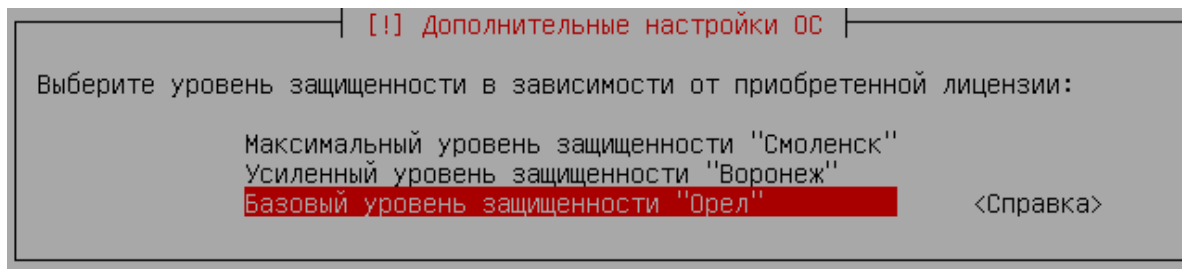 [!] Дополнительные настройки ОС
Выберите уровень защищенности в зависимости от приобретенной лицензии:
Максимальный уровень защищенности "Смоленск"
Усиленный уровень защищенности "Воронеж"
Базовый уровень защищенности "Орел" <Справка>